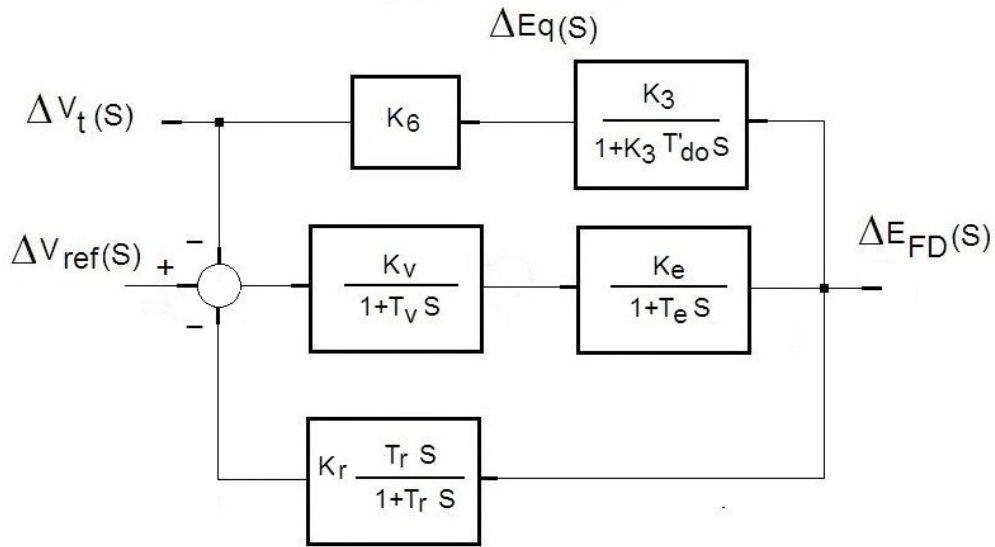 ΔEq(S)
ΔVt(S)
K6
K3
1+K3 T'do S
ΔVref(S)
+
−
−
Kv
1+Tv S
Ke
1+Te S
ΔEFD(S)
Kr
Tr S
1+Tr S